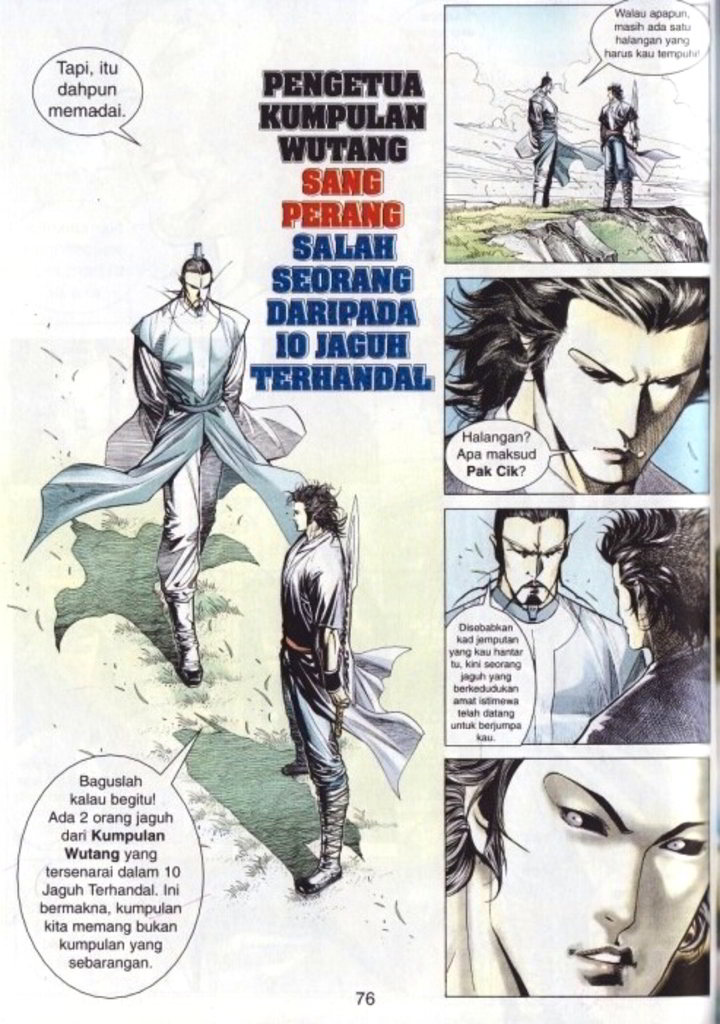 Tapi, itu
dahpun
memadai.
PENGETUA
KUMPULAN
WUTANG
SANG
PERANG
SALAH
SEORANG
DARIPADA
10 JAGUH
TERHANDAL
Baguslah
kalau begitu!
Ada 2 orang jaguh
dari Kumpulan
Wutang yang
tersenarai dalam 10
Jaguh Terhandal. Ini
bermakna, kumpulan
kita memang bukan
kumpulan yang
sebarangan.
Walau apapun,
masih ada satu
halangan yang
harus kau tempuhi!
Halangan?
Apa maksud
Pak Cik?
Disebabkan
kad jemputan
yang kau hantar
tu, kini seorang
jaguh yang
berkedudukan
amat istimewa
telah datang
untuk berjumpa
kau.
76